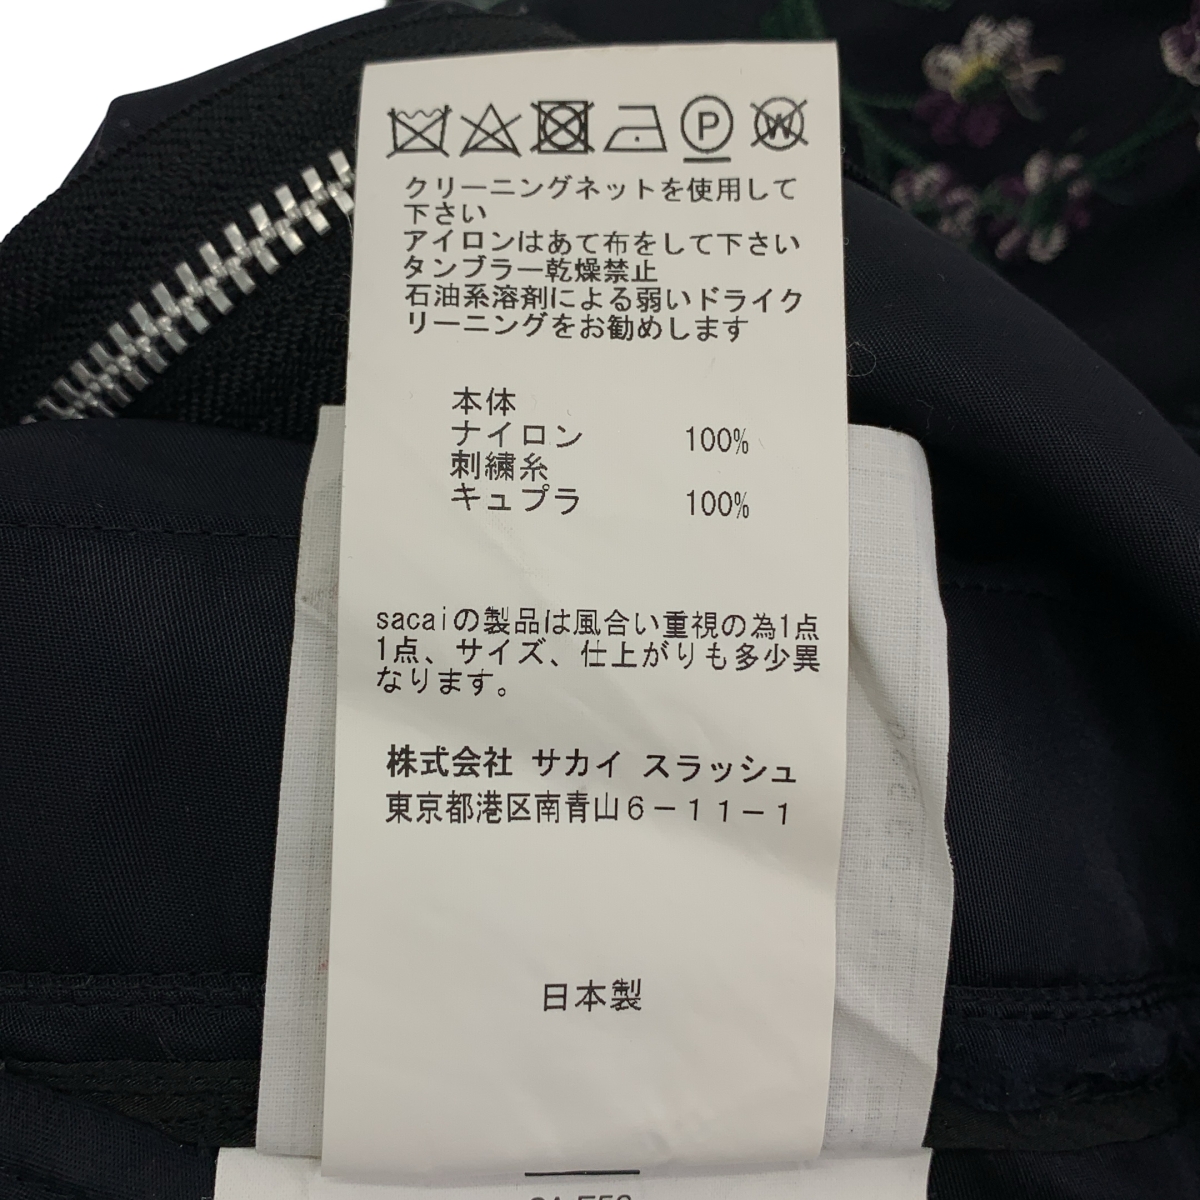 P W
クリーニングネットを使用して
下さい
アイロンはあて布をして下さい
タンブラー乾燥禁止
石油系溶剤による弱いドライク
リーニングをお勧めします
本体
ナイロン 100%
刺繍糸
キュプラ 100%
sacaiの製品は風合い重視の為1点
1点、サイズ、仕上がりも多少異
なります。
株式会社 サカイ スラッシュ
東京都港区南青山6－11－1
日本製